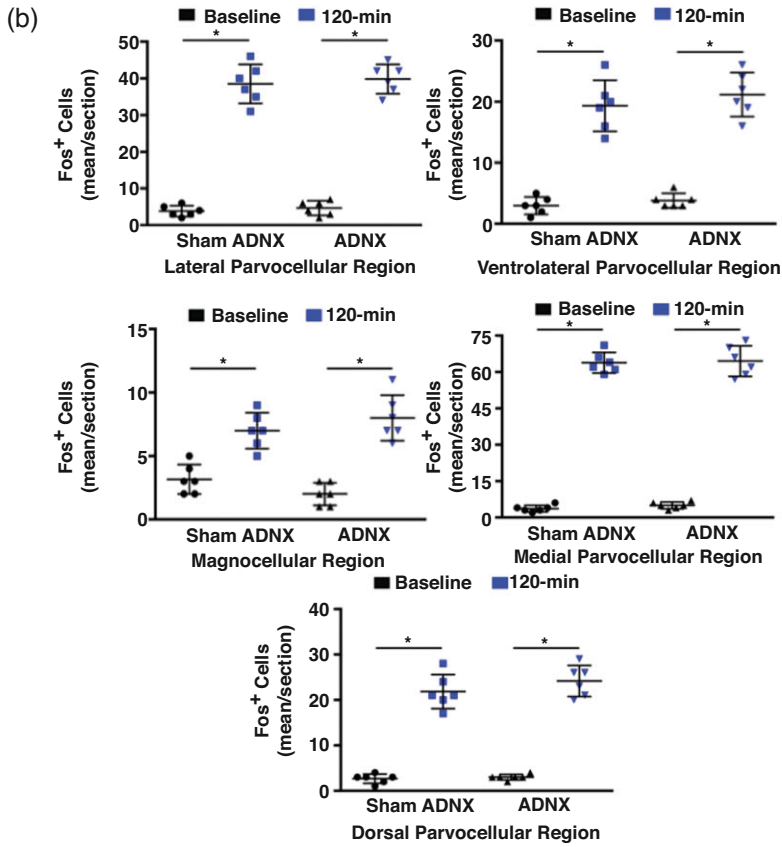 (b)
Baseline 120-min
* *
50
40
30
20
10
0
Fos+ Cells
(mean/section)
Sham ADNX ADNX
Lateral Parvocellular Region
Baseline 120-min
* *
30
20
10
0
Fos+ Cells
(mean/section)
Sham ADNX ADNX
Ventrolateral Parvocellular Region
Baseline 120-min
* *
15
10
5
0
Fos+ Cells
(mean/section)
Sham ADNX ADNX
Magnocellular Region
Baseline 120-min
* *
75
60
45
30
15
0
Fos+ Cells
(mean/section)
Sham ADNX ADNX
Medial Parvocellular Region
Baseline 120-min
* *
40
30
20
10
0
Fos+ Cells
(mean/section)
Sham ADNX ADNX
Dorsal Parvocellular Region